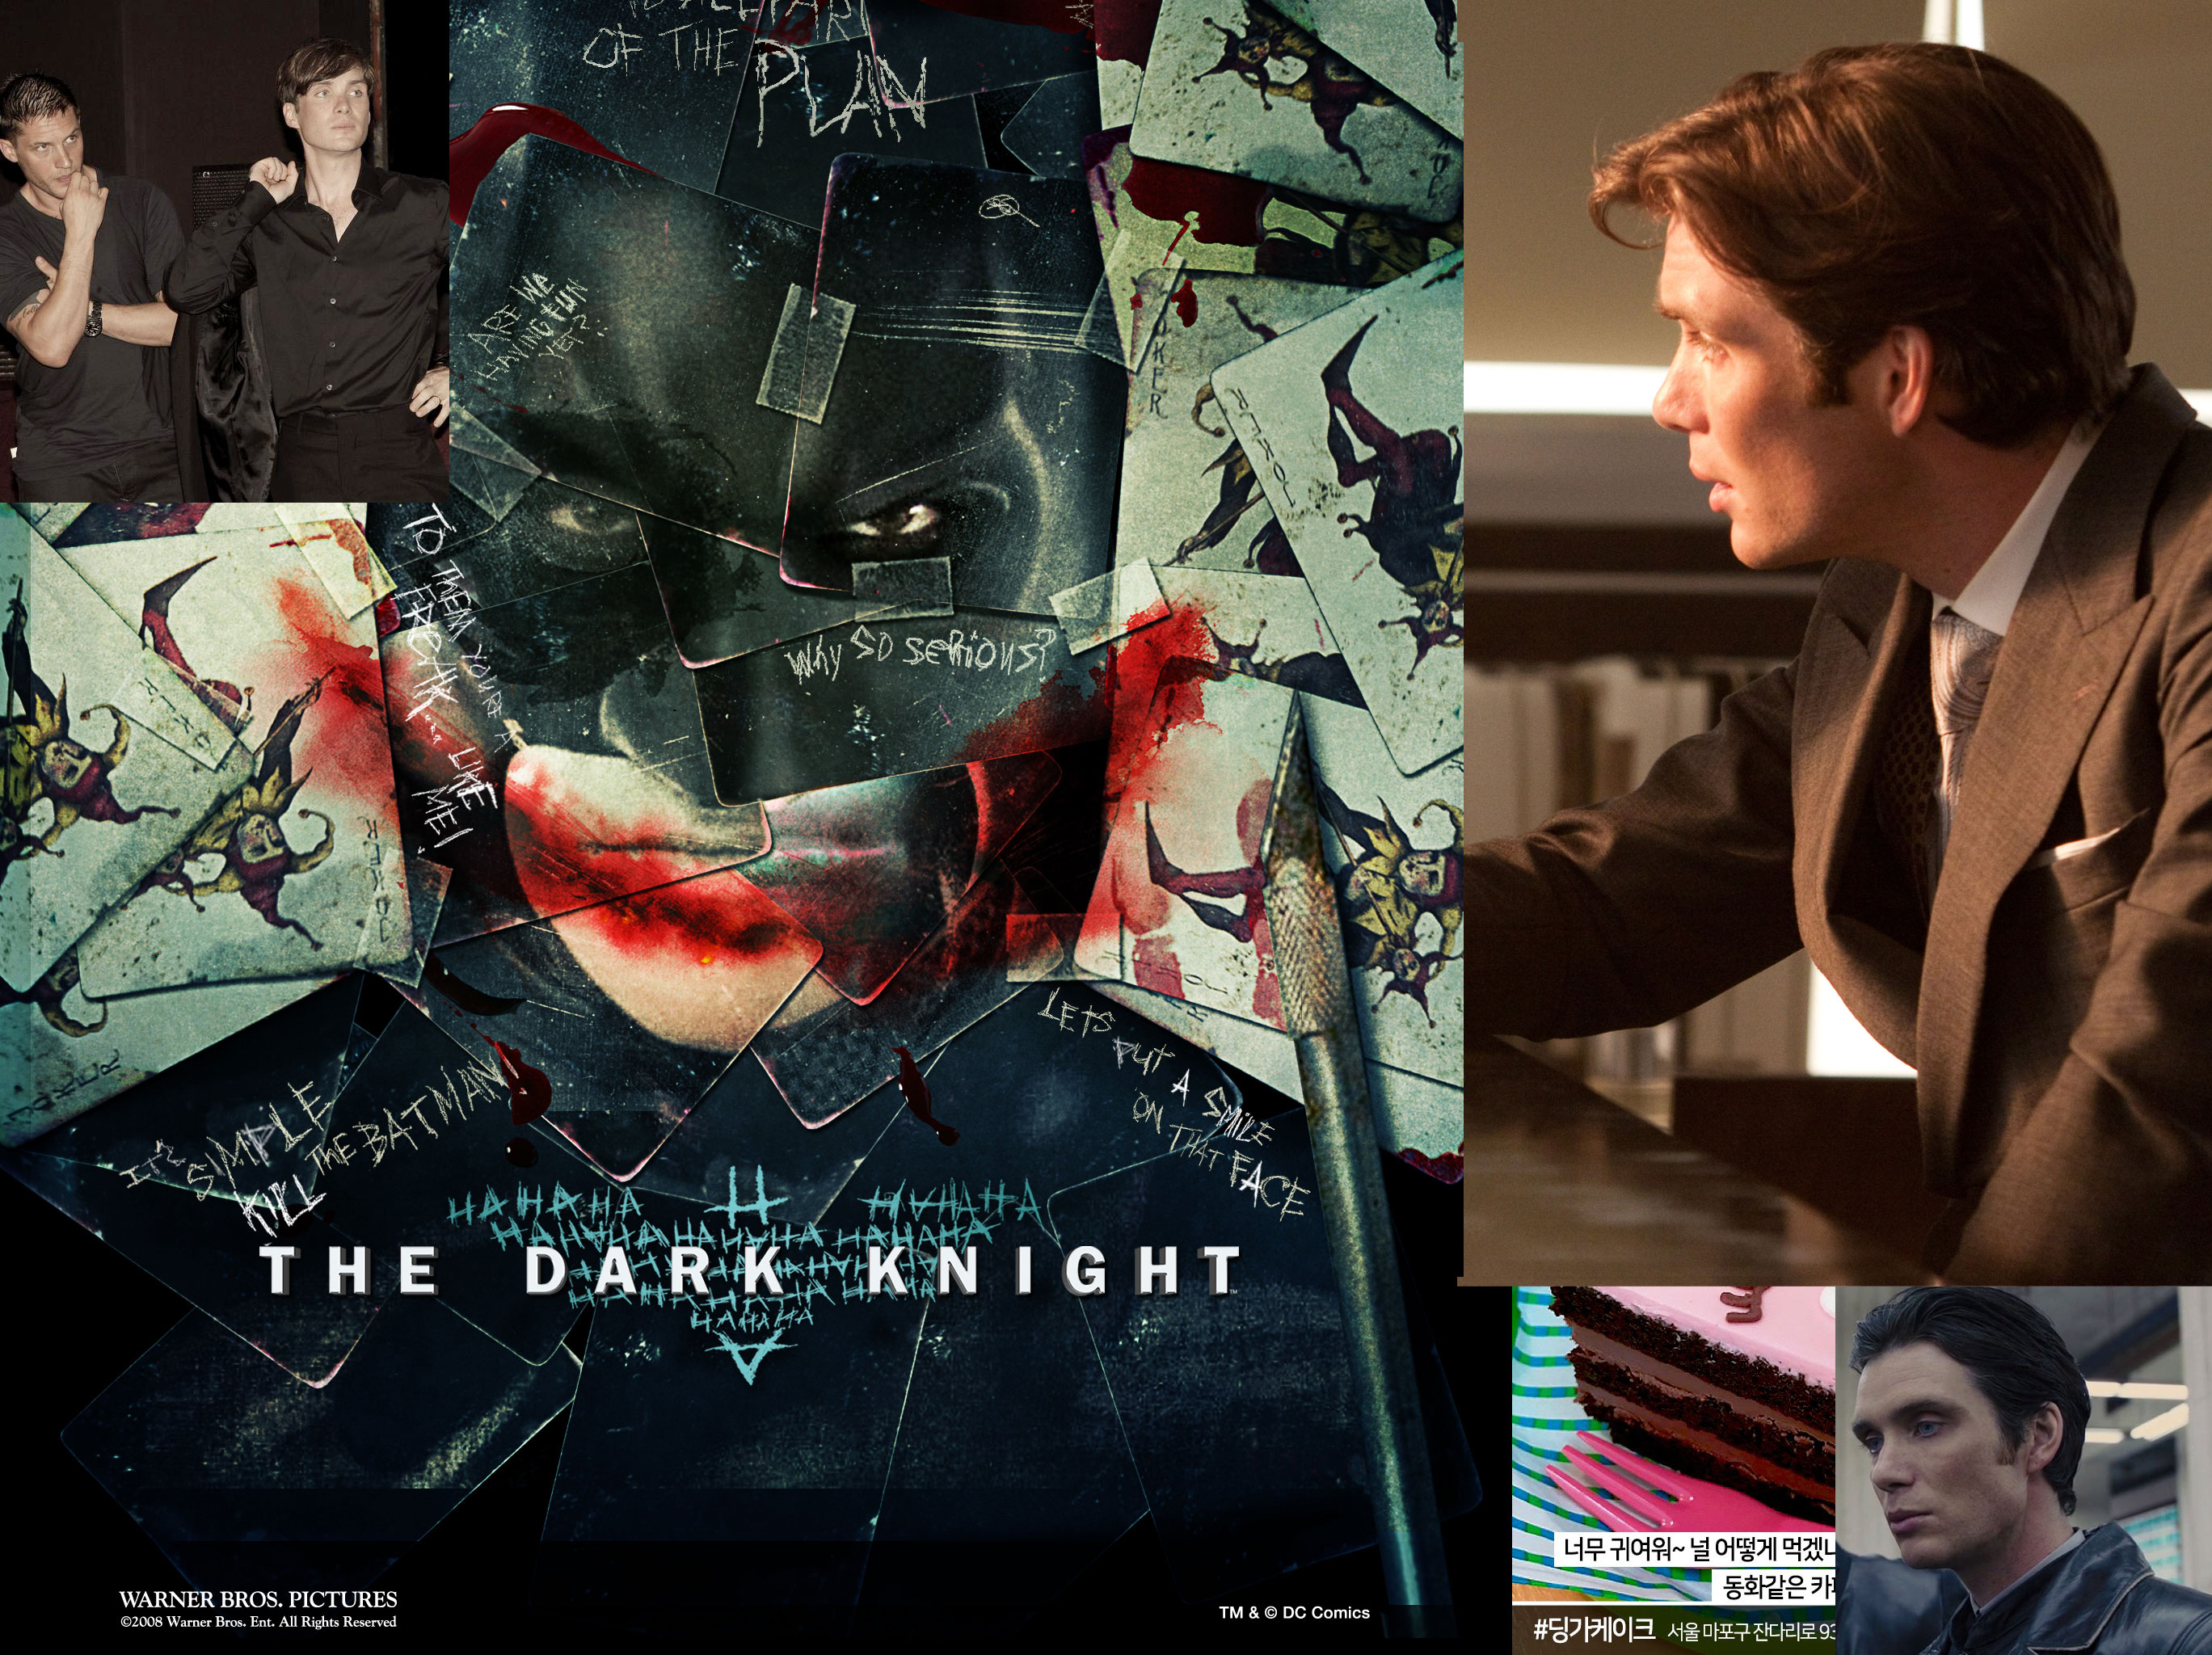 OF THE
PLAN
ARE WE
HAVING FUN
YET?
TO THEM YOU'RE A
FREAK... LIKE
ME!
Why SO SERiOUS?
LETS
PUT A SMILE
ON THAT FACE
IT'S
SIMPLE
KILL THE BATMAN
HAHAHA H HAHAHA
THE DARK KNIGHT
HAHAHA
JOKER
WARNER BROS. PICTURES
©2008 Warner Bros. Ent. All Rights Reserved
TM & © DC Comics
너무 귀여워~ 널 어떻게 먹겠니
동화같은 카
#딩가케이크 서울 마포구 잔다리로 93